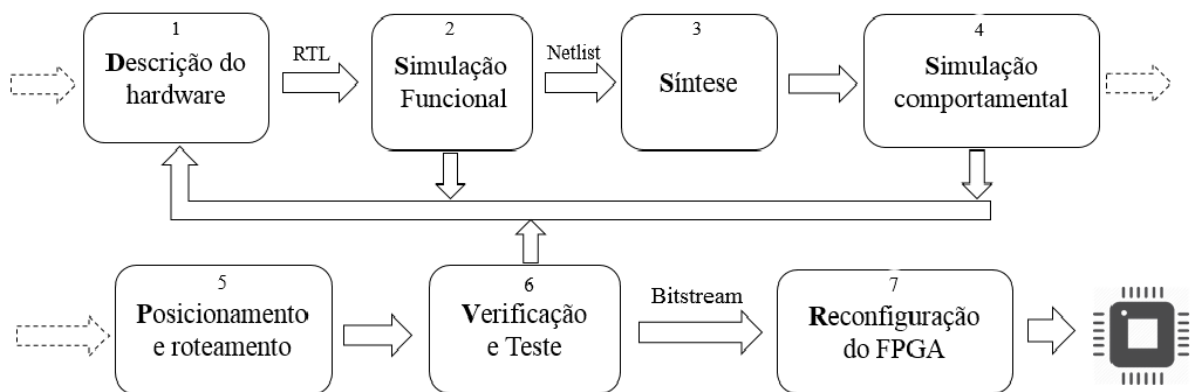 1
Descrição do
hardware
RTL
2
Simulação
Funcional
Netlist
3
Síntese
4
Simulação
comportamental
5
Posicionamento
e roteamento
6
Verificação
e Teste
Bitstream
7
Reconfiguração
do FPGA